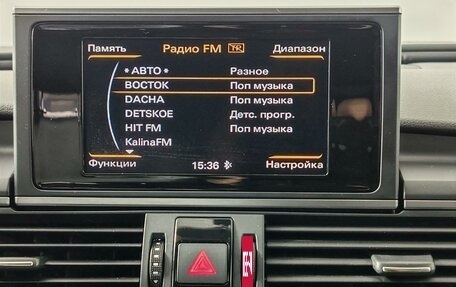 Память Радио FM TR Диапазон
• АВТО • Разное
ВОСТОК Поп музыка
DACHA Поп музыка
DETSKOE Детс. прогр.
HIT FM Поп музыка
KalinaFM
Функции 15:36 Настройка